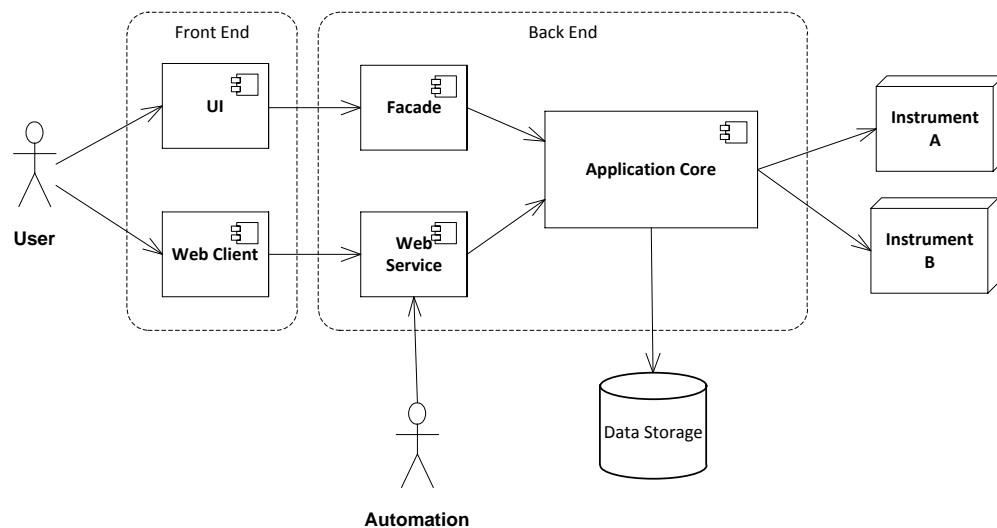 Front End
Back End
UI
Facade
Instrument
A
Application Core
User
Web Client
Web
Service
Instrument
B
Data Storage
Automation